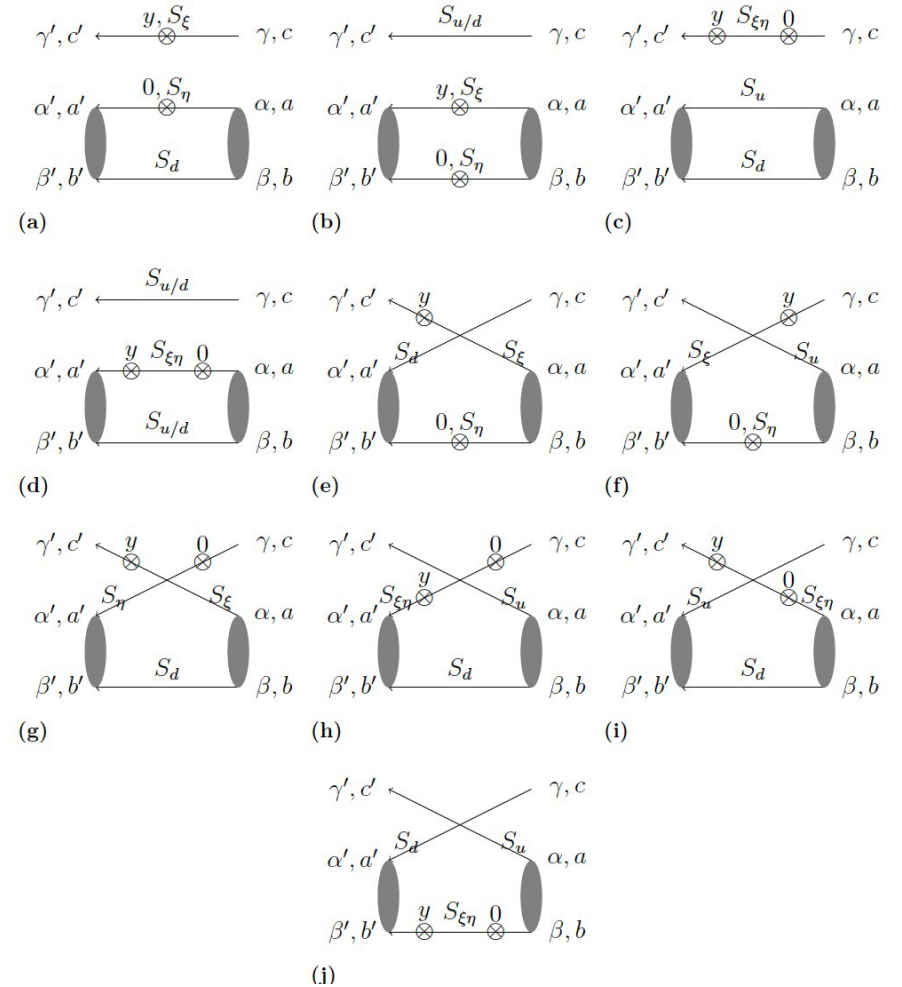 y, S_ξ
γ′, c′ γ, c
0, S_η
α′, a′ α, a
S_d
β′, b′ β, b
(a)
S_{u/d}
γ′, c′ γ, c
y, S_ξ
α′, a′ α, a
0, S_η
β′, b′ β, b
(b)
y S_{ξη} 0
γ′, c′ γ, c
S_u
α′, a′ α, a
S_d
β′, b′ β, b
(c)
S_{u/d}
γ′, c′ γ, c
y S_{ξη} 0
α′, a′ α, a
S_{u/d}
β′, b′ β, b
(d)
γ′, c′ y γ, c
S_d S_ξ
α′, a′ α, a
0, S_η
β′, b′ β, b
(e)
γ′, c′ y γ, c
S_ξ S_u
α′, a′ α, a
0, S_η
β′, b′ β, b
(f)
γ′, c′ y 0 γ, c
S_η S_ξ
α′, a′ α, a
S_d
β′, b′ β, b
(g)
γ′, c′ 0 γ, c
y
S_{ξη} S_u
α′, a′ α, a
S_d
β′, b′ β, b
(h)
γ′, c′ y γ, c
0
S_u S_{ξη}
α′, a′ α, a
S_d
β′, b′ β, b
(i)
γ′, c′ γ, c
S_d S_u
α′, a′ α, a
y S_{ξη} 0
β′, b′ β, b
(j)